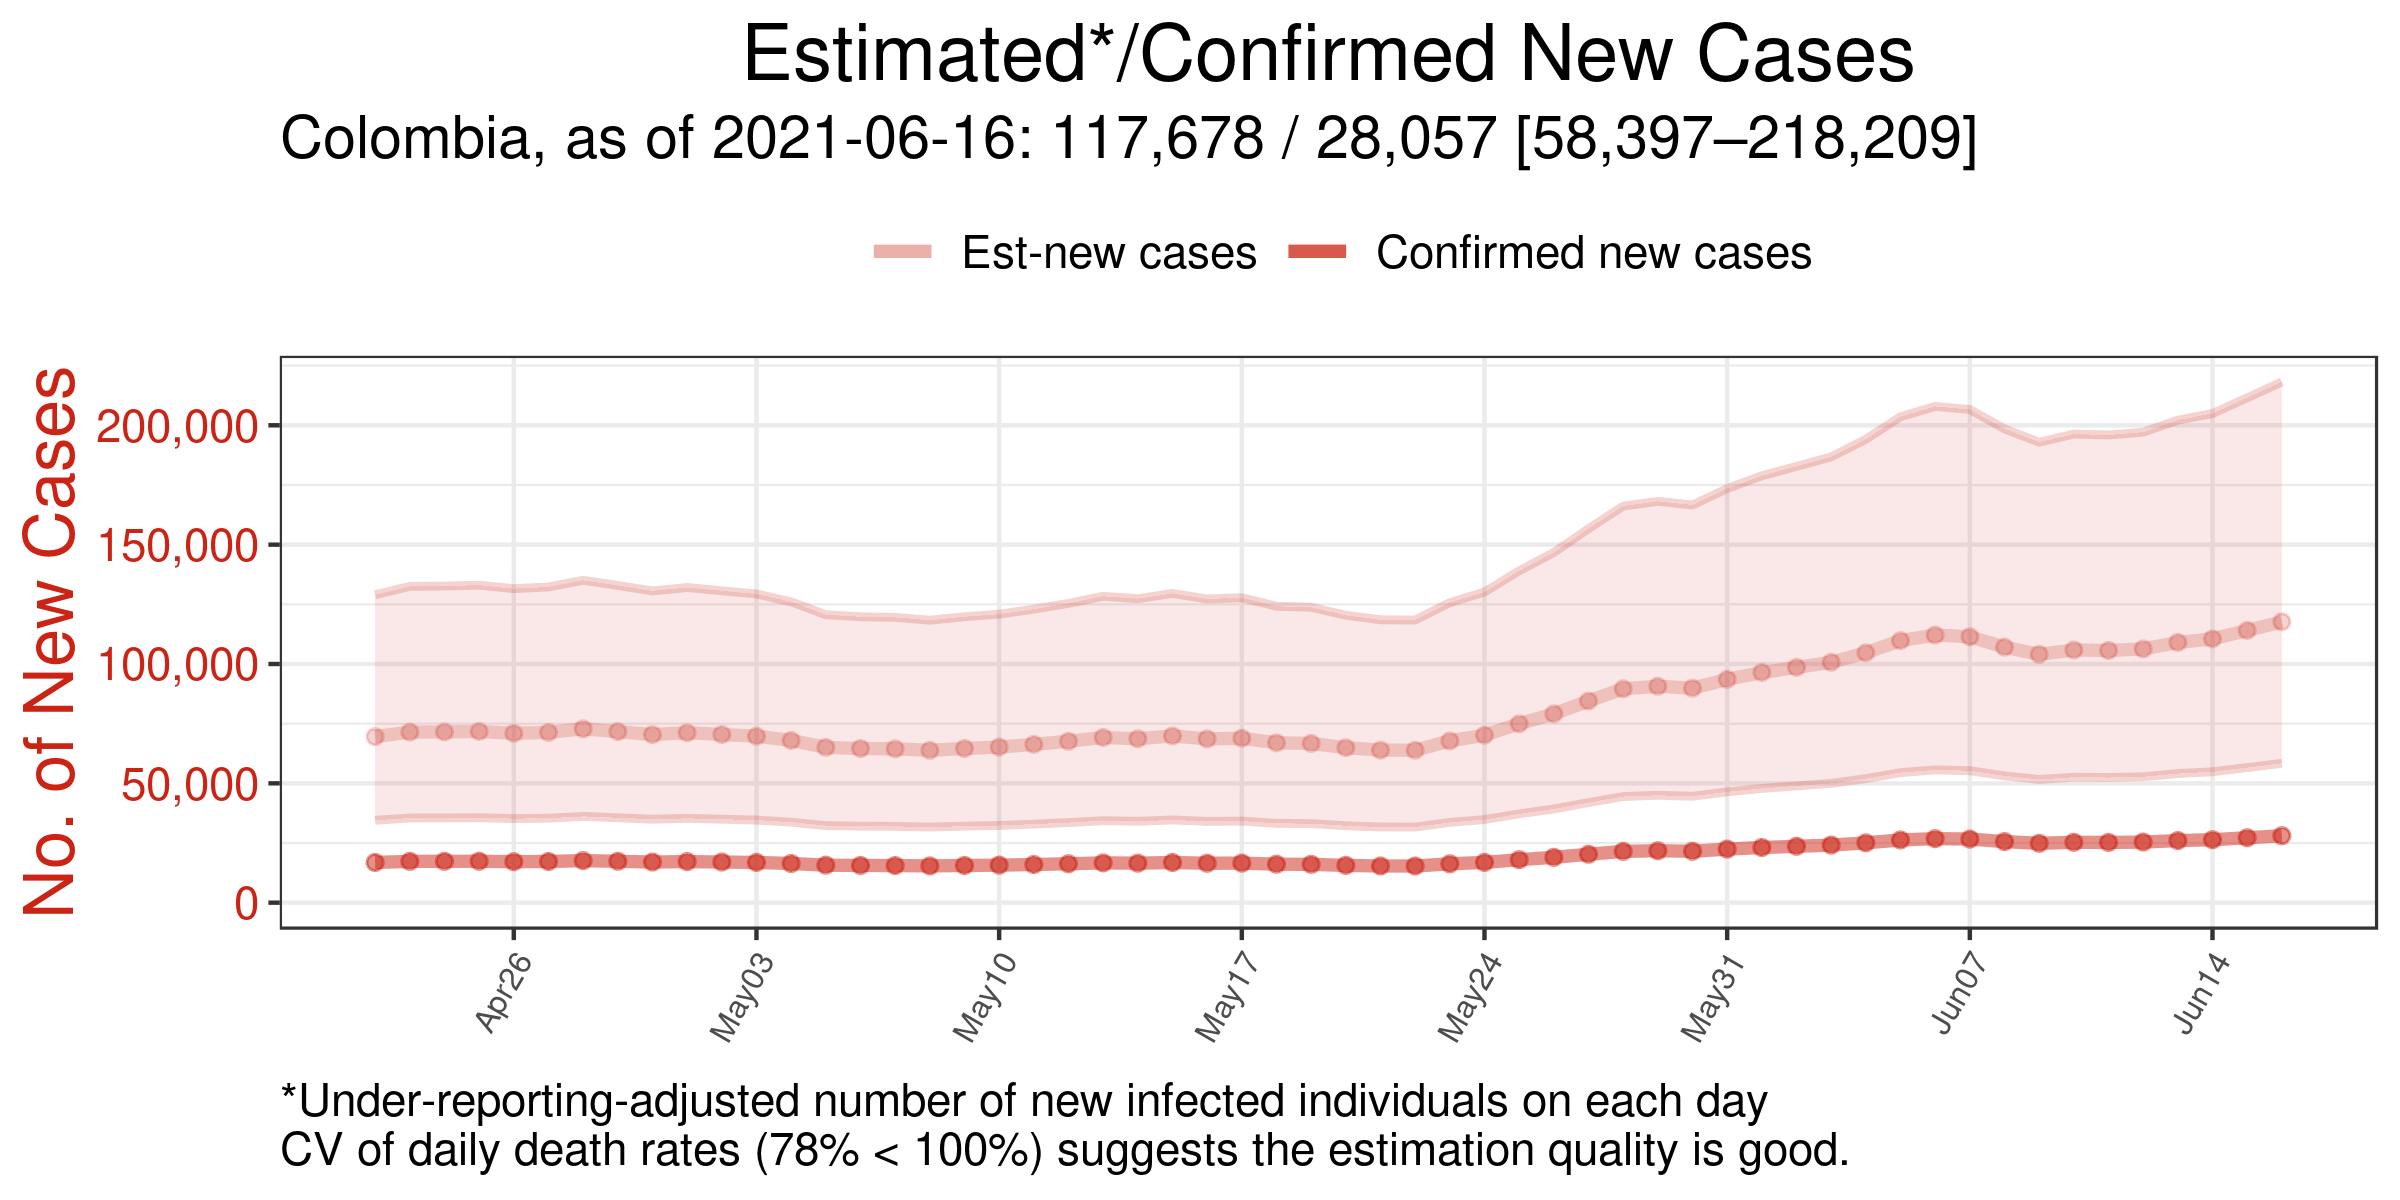 Estimated*/Confirmed New Cases
Colombia, as of 2021-06-16: 117,678 / 28,057 [58,397–218,209]
Est-new cases Confirmed new cases
No. of New Cases
200,000
150,000
100,000
50,000
0
Apr26 May03 May10 May17 May24 May31 Jun07 Jun14
*Under-reporting-adjusted number of new infected individuals on each day
CV of daily death rates (78% < 100%) suggests the estimation quality is good.